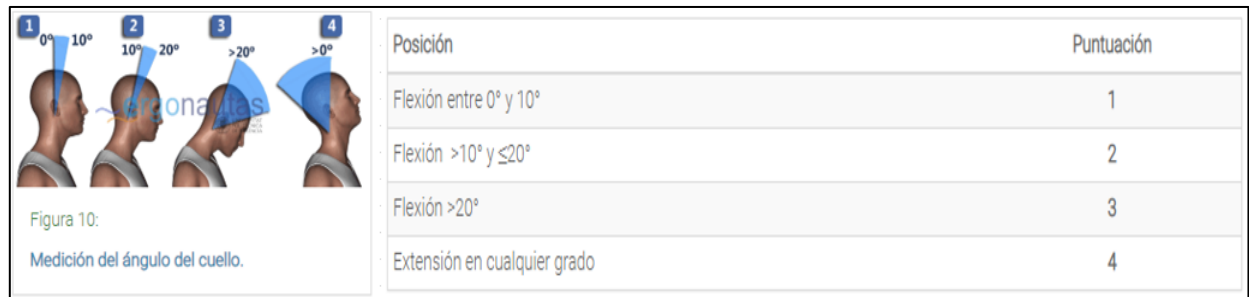 1 2 3 4
0° 10° 10° 20° >20° >0°
ergonautas
Figura 10:
Medición del ángulo del cuello.
Posición Puntuación
Flexión entre 0° y 10° 1
Flexión >10° y ≤20° 2
Flexión >20° 3
Extensión en cualquier grado 4